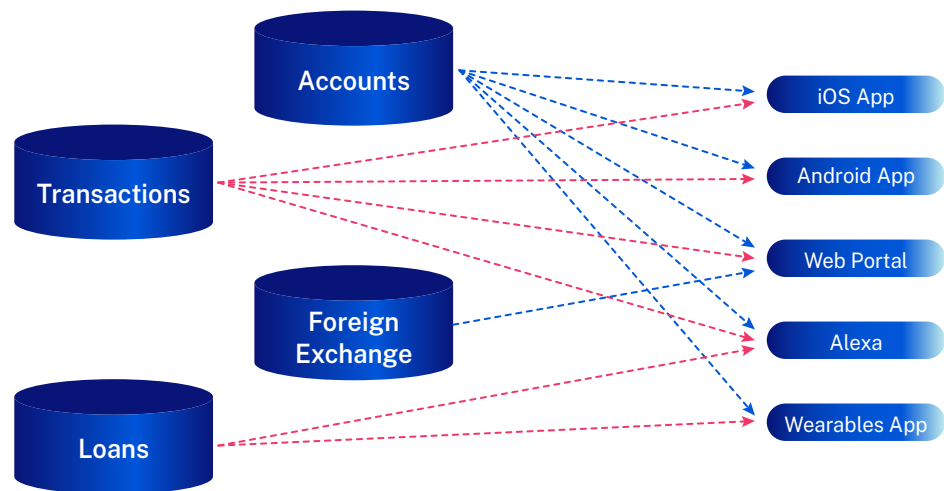 Accounts
iOS App
Transactions
Android App
Web Portal
Foreign
Exchange
Alexa
Loans
Wearables App